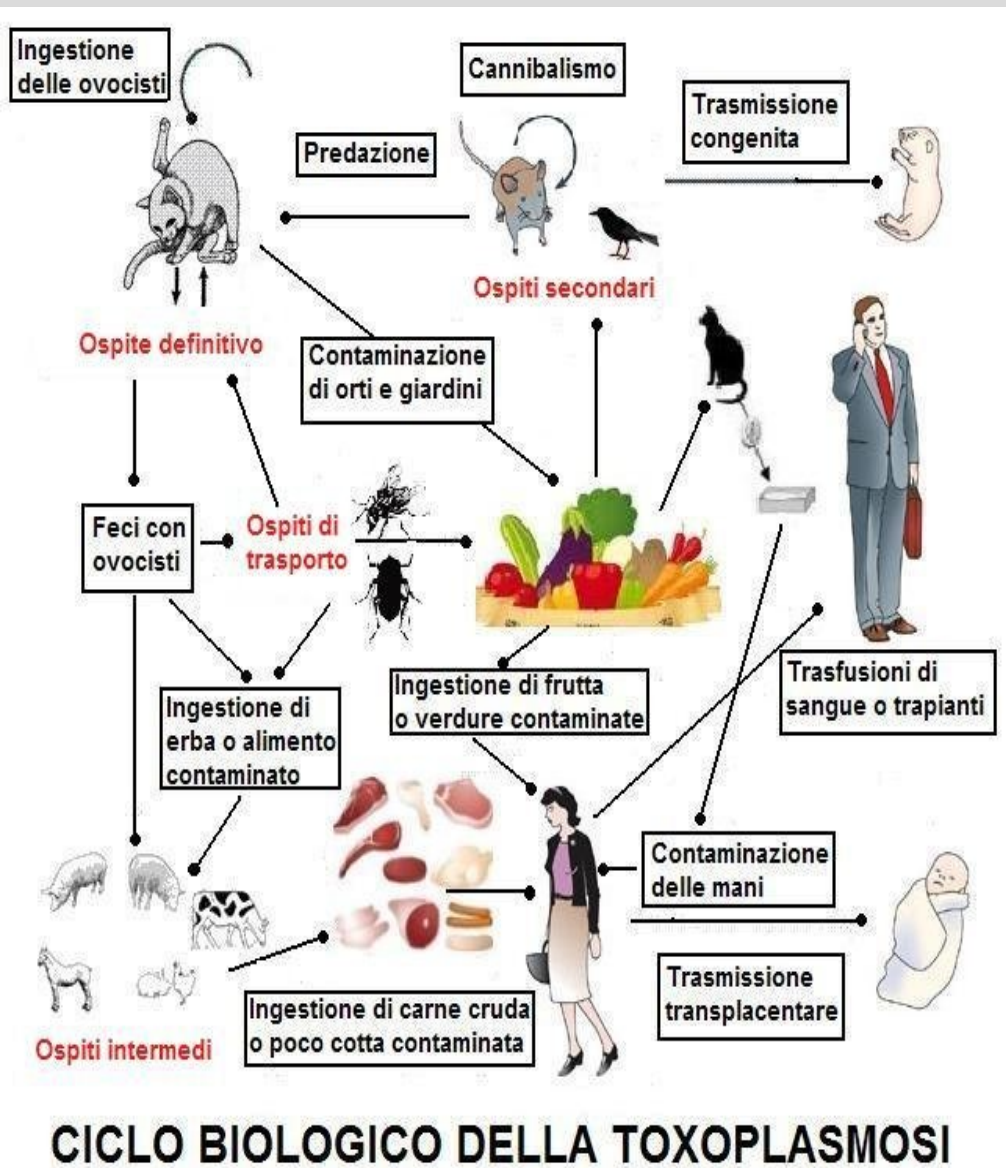 Ingestione
delle ovocisti
Cannibalismo
Trasmissione
congenita
Predazione
Ospiti secondari
Ospite definitivo
Contaminazione
di orti e giardini
Feci con
ovocisti
Ospiti di
trasporto
Trasfusioni di
sangue o trapianti
Ingestione di frutta
o verdure contaminate
Ingestione di
erba o alimento
contaminato
Contaminazione
delle mani
Trasmissione
transplacentare
Ingestione di carne cruda
o poco cotta contaminata
Ospiti intermedi
CICLO BIOLOGICO DELLA TOXOPLASMOSI